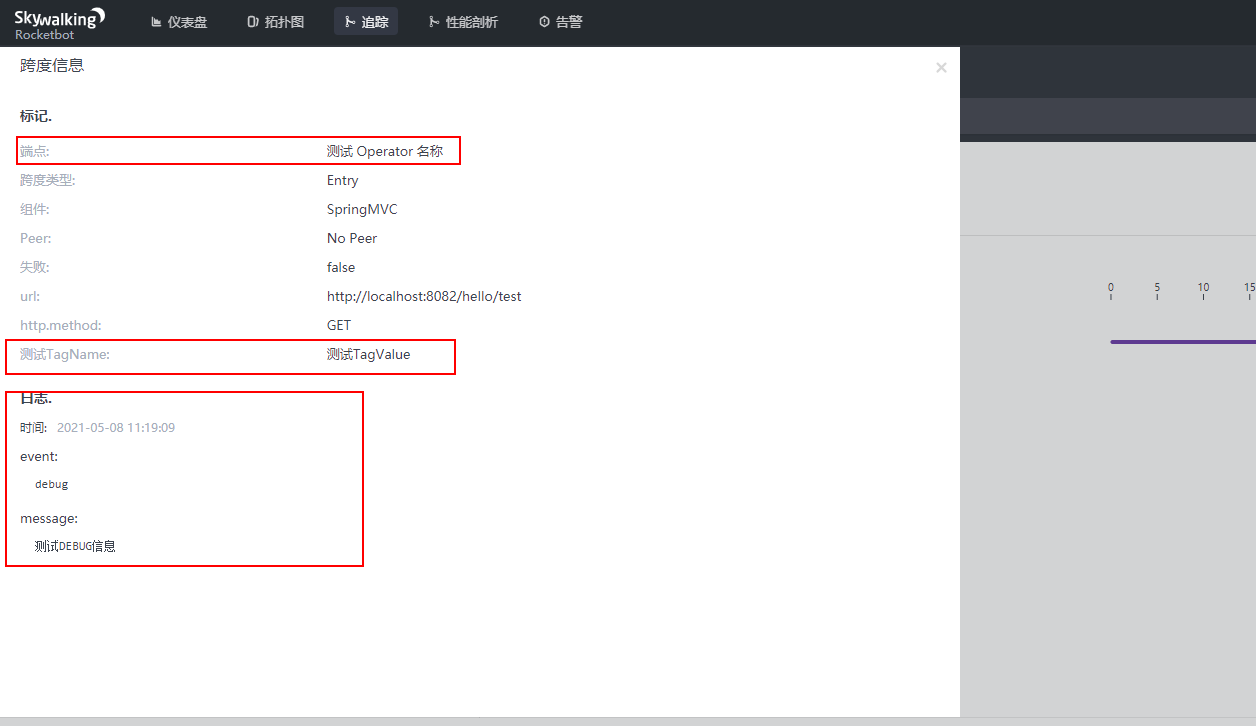 Skywalking
Rocketbot
仪表盘 拓扑图 追踪 性能剖析 告警
跨度信息
标记.
端点: 测试 Operator 名称
跨度类型: Entry
组件: SpringMVC
Peer: No Peer
失败: false
url: http://localhost:8082/hello/test
http.method: GET
测试TagName: 测试TagValue
日志.
时间: 2021-05-08 11:19:09
event:
debug
message:
测试DEBUG信息
0 5 10 15